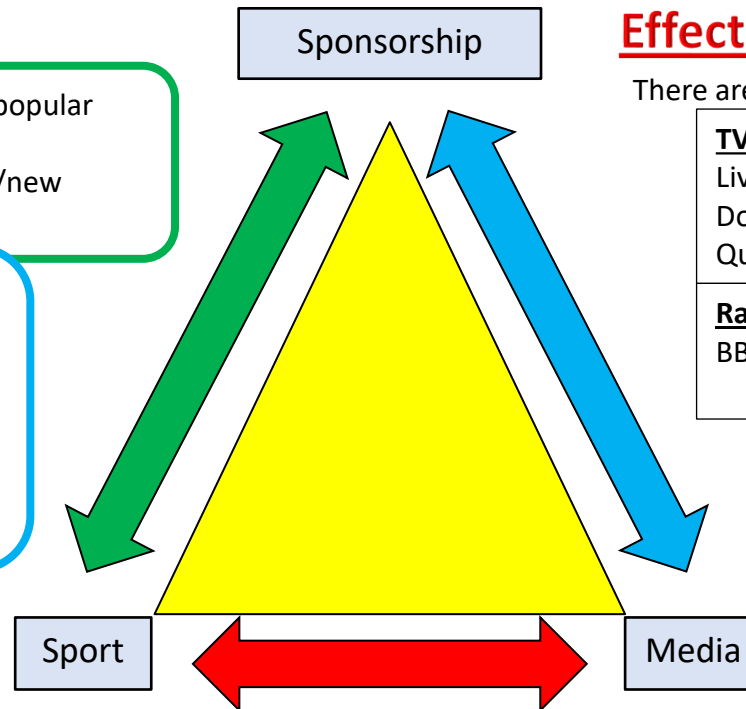 Sponsorship
Effect
There are
popular
/new
TV
Liv
Do
Qu
Ra
BB
Sport
Media